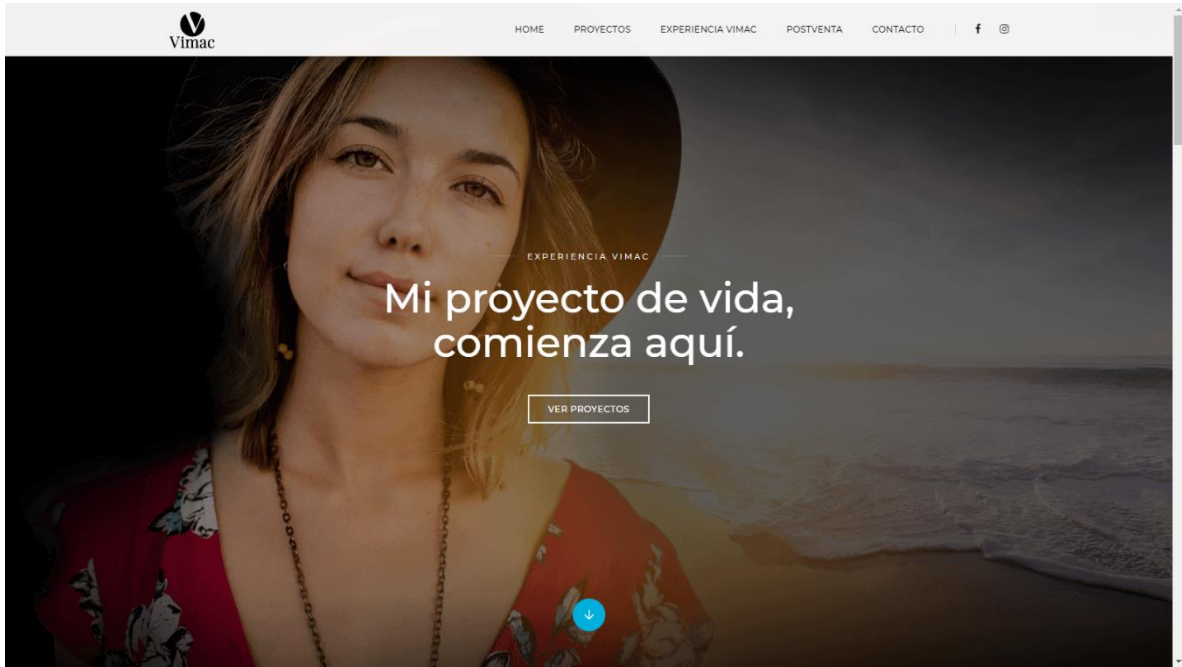 Vimac
HOME PROYECTOS EXPERIENCIA VIMAC POSTVENTA CONTACTO
EXPERIENCIA VIMAC
Mi proyecto de vida,
comienza aquí.
VER PROYECTOS